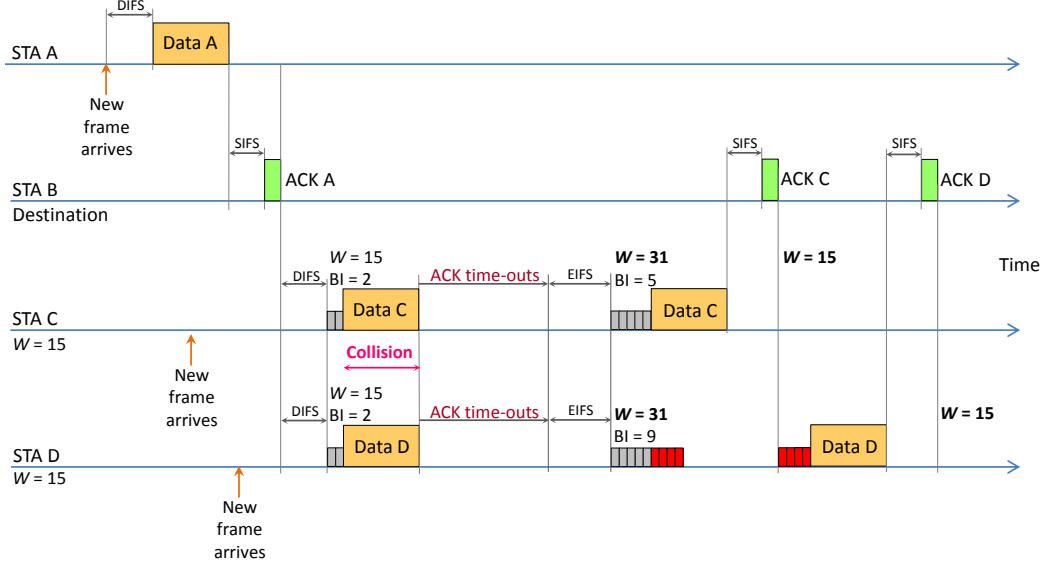 DIFS
Data A
STA A
New
frame
arrives
SIFS
SIFS
SIFS
ACK A
ACK C
ACK D
STA B
Destination
W = 15
W = 31
W = 15
Time
DIFS
BI = 2
ACK time-outs
EIFS
BI = 5
Data C
Data C
STA C
W = 15
Collision
New
frame
arrives
W = 15
DIFS
BI = 2
ACK time-outs
EIFS
W = 31
BI = 9
W = 15
Data D
Data D
STA D
W = 15
New
frame
arrives